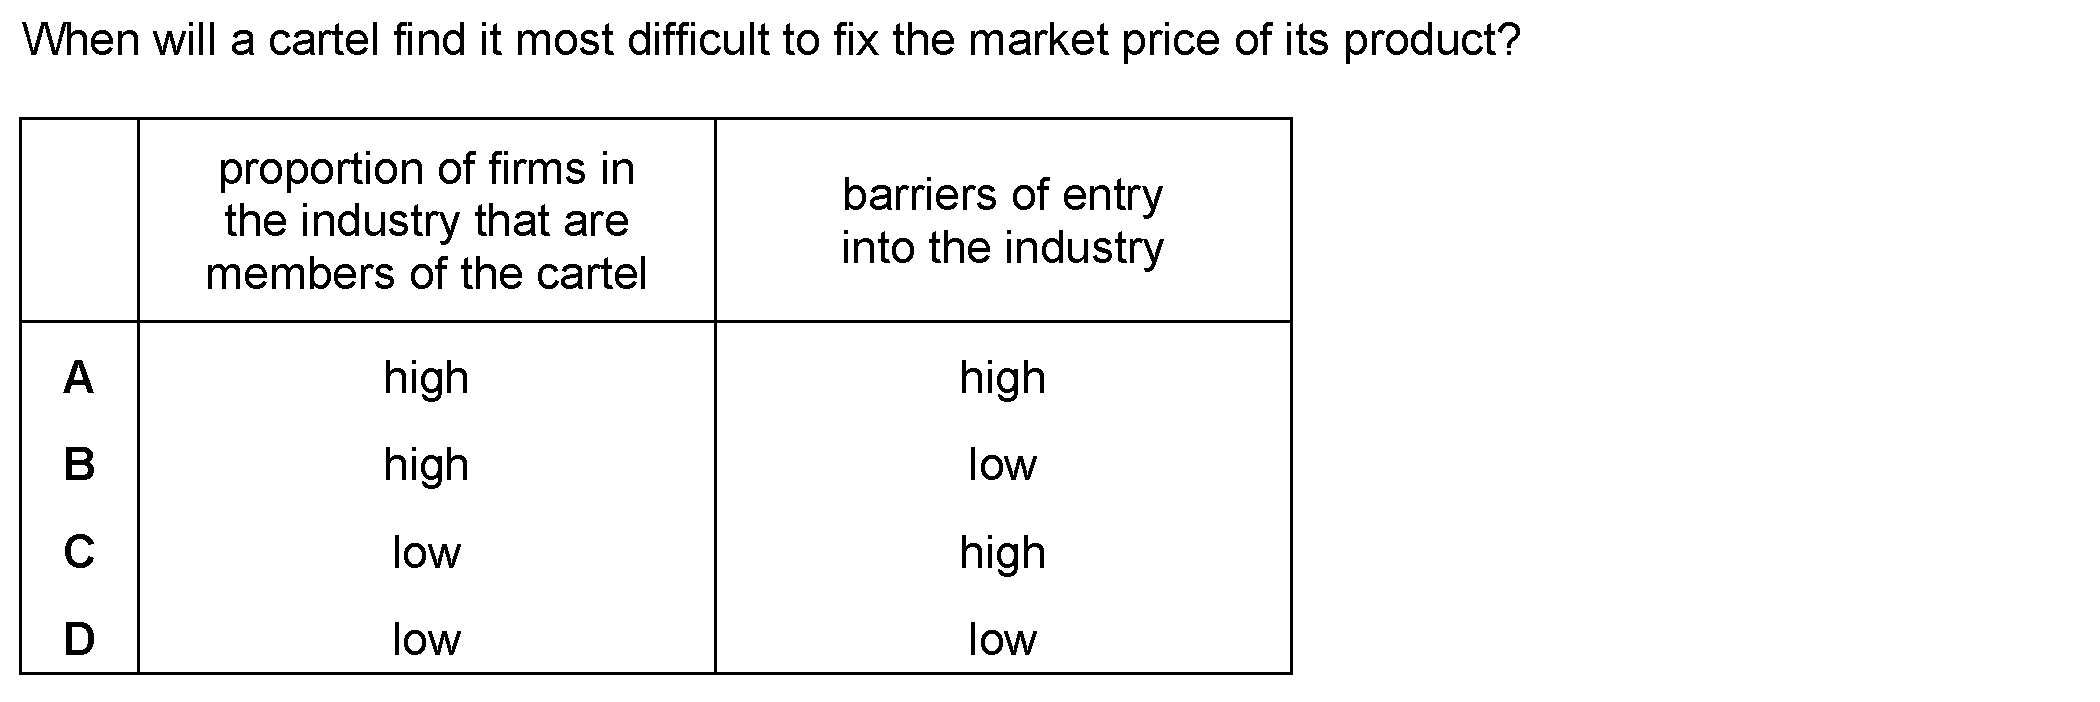 When will a cartel find it most difficult to fix the market price of its product?
proportion of firms in
the industry that are
members of the cartel
barriers of entry
into the industry
A high high
B high low
C low high
D low low